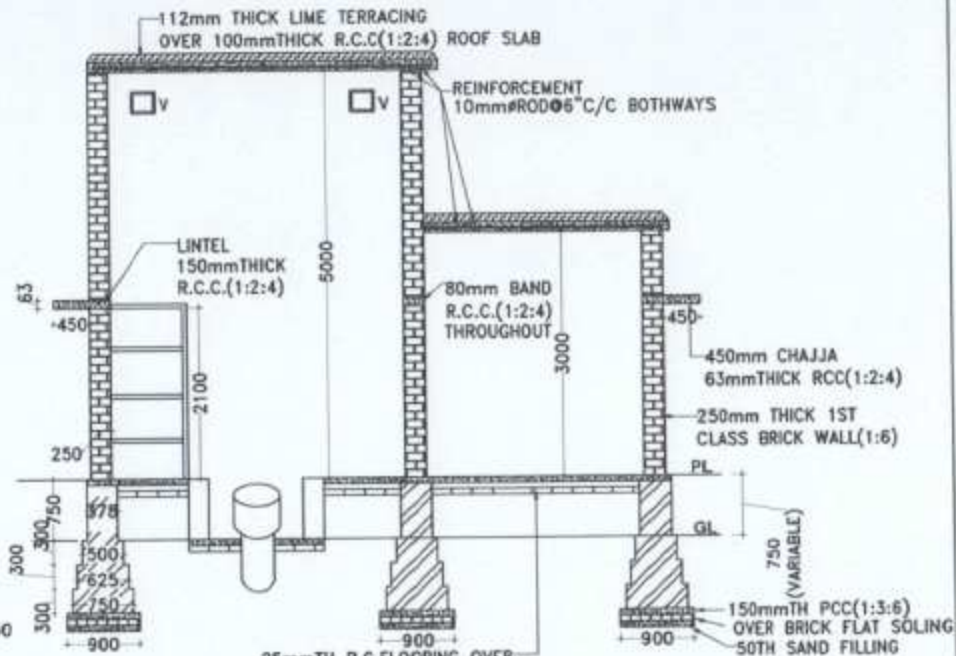 112mm THICK LIME TERRACING
OVER 100mmTHICK R.C.C(1:2:4) ROOF SLAB
V
V
REINFORCEMENT
10mmøROD@6"C/C BOTHWAYS
LINTEL
150mmTHICK
R.C.C.(1:2:4)
5000
63
450
2100
80mm BAND
R.C.C.(1:2:4)
THROUGHOUT
3000
450
450mm CHAJJA
63mmTHICK RCC(1:2:4)
250mm THICK 1ST
CLASS BRICK WALL(1:6)
250
PL
GL
750
(VARIABLE)
750
375
300
300
500
625
750
300
900
900
900
150mmTH PCC(1:3:6)
OVER BRICK FLAT SOLING
50TH SAND FILLING
FLOORING OVER